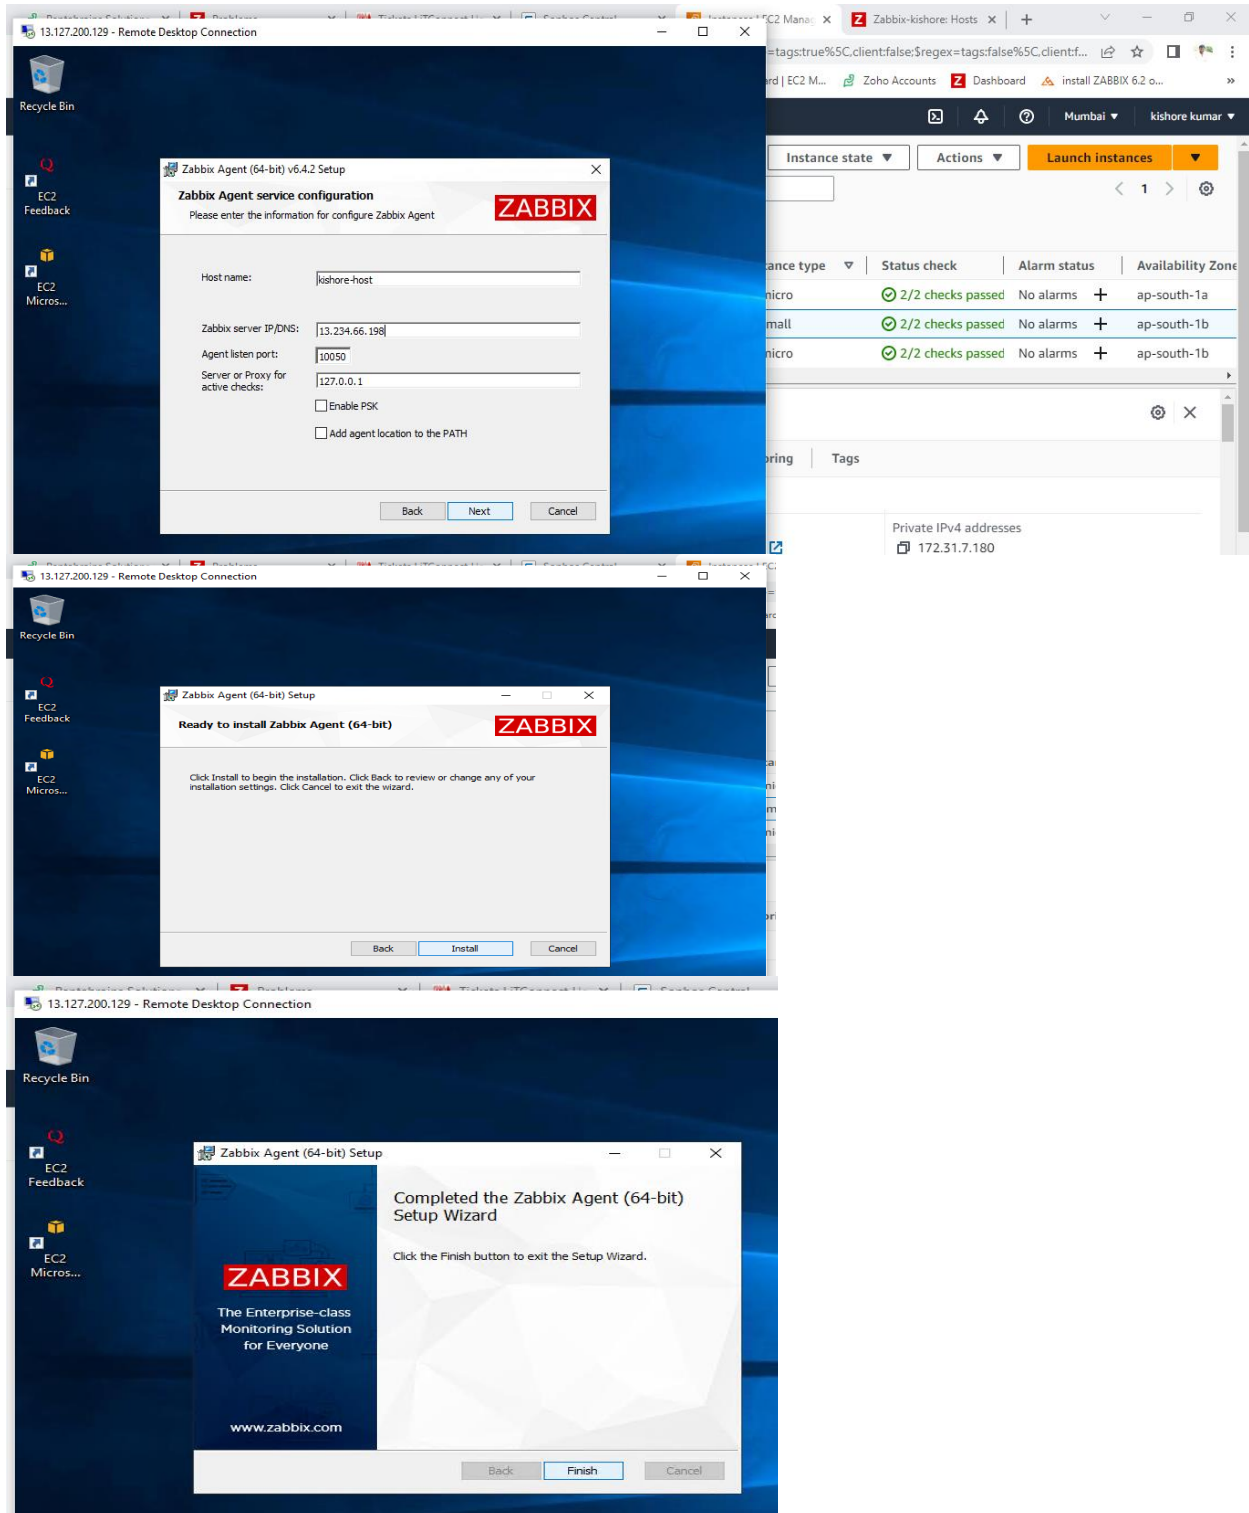 Instances | EC2 Manag
Zabbix-kishore: Hosts
13.127.200.129 - Remote Desktop Connection
=tags:true%5C,client:false;$regex=tags:false%5C,client:f...
EC2 M...
Zoho Accounts
Dashboard
install ZABBIX 6.2 o...
»
Recycle Bin
Mumbai
kishore kumar
Instance state
Actions
Launch instances
1
EC2
Feedback
EC2
Micros...
Zabbix Agent (64-bit) v6.4.2 Setup
Zabbix Agent service configuration
Please enter the information for configure Zabbix Agent
ZABBIX
Host name:
kishore-host
Zabbix server IP/DNS:
13.234.66.198
Agent listen port:
10050
Server or Proxy for
active checks:
127.0.0.1
Enable PSK
Add agent location to the PATH
Back
Next
Cancel
Status check
Alarm status
Availability Zone
2/2 checks passed
No alarms
ap-south-1a
2/2 checks passed
No alarms
ap-south-1b
2/2 checks passed
No alarms
ap-south-1b
Tags
Private IPv4 addresses
172.31.7.180
13.127.200.129 - Remote Desktop Connection
Recycle Bin
EC2
Feedback
EC2
Micros...
Zabbix Agent (64-bit) Setup
Ready to install Zabbix Agent (64-bit)
ZABBIX
Click Install to begin the installation. Click Back to review or change any of your
installation settings. Click Cancel to exit the wizard.
Back
Install
Cancel
13.127.200.129 - Remote Desktop Connection
Recycle Bin
EC2
Feedback
EC2
Micros...
Zabbix Agent (64-bit) Setup
Completed the Zabbix Agent (64-bit)
Setup Wizard
Click the Finish button to exit the Setup Wizard.
ZABBIX
The Enterprise-class
Monitoring Solution
for Everyone
www.zabbix.com
Back
Finish
Cancel